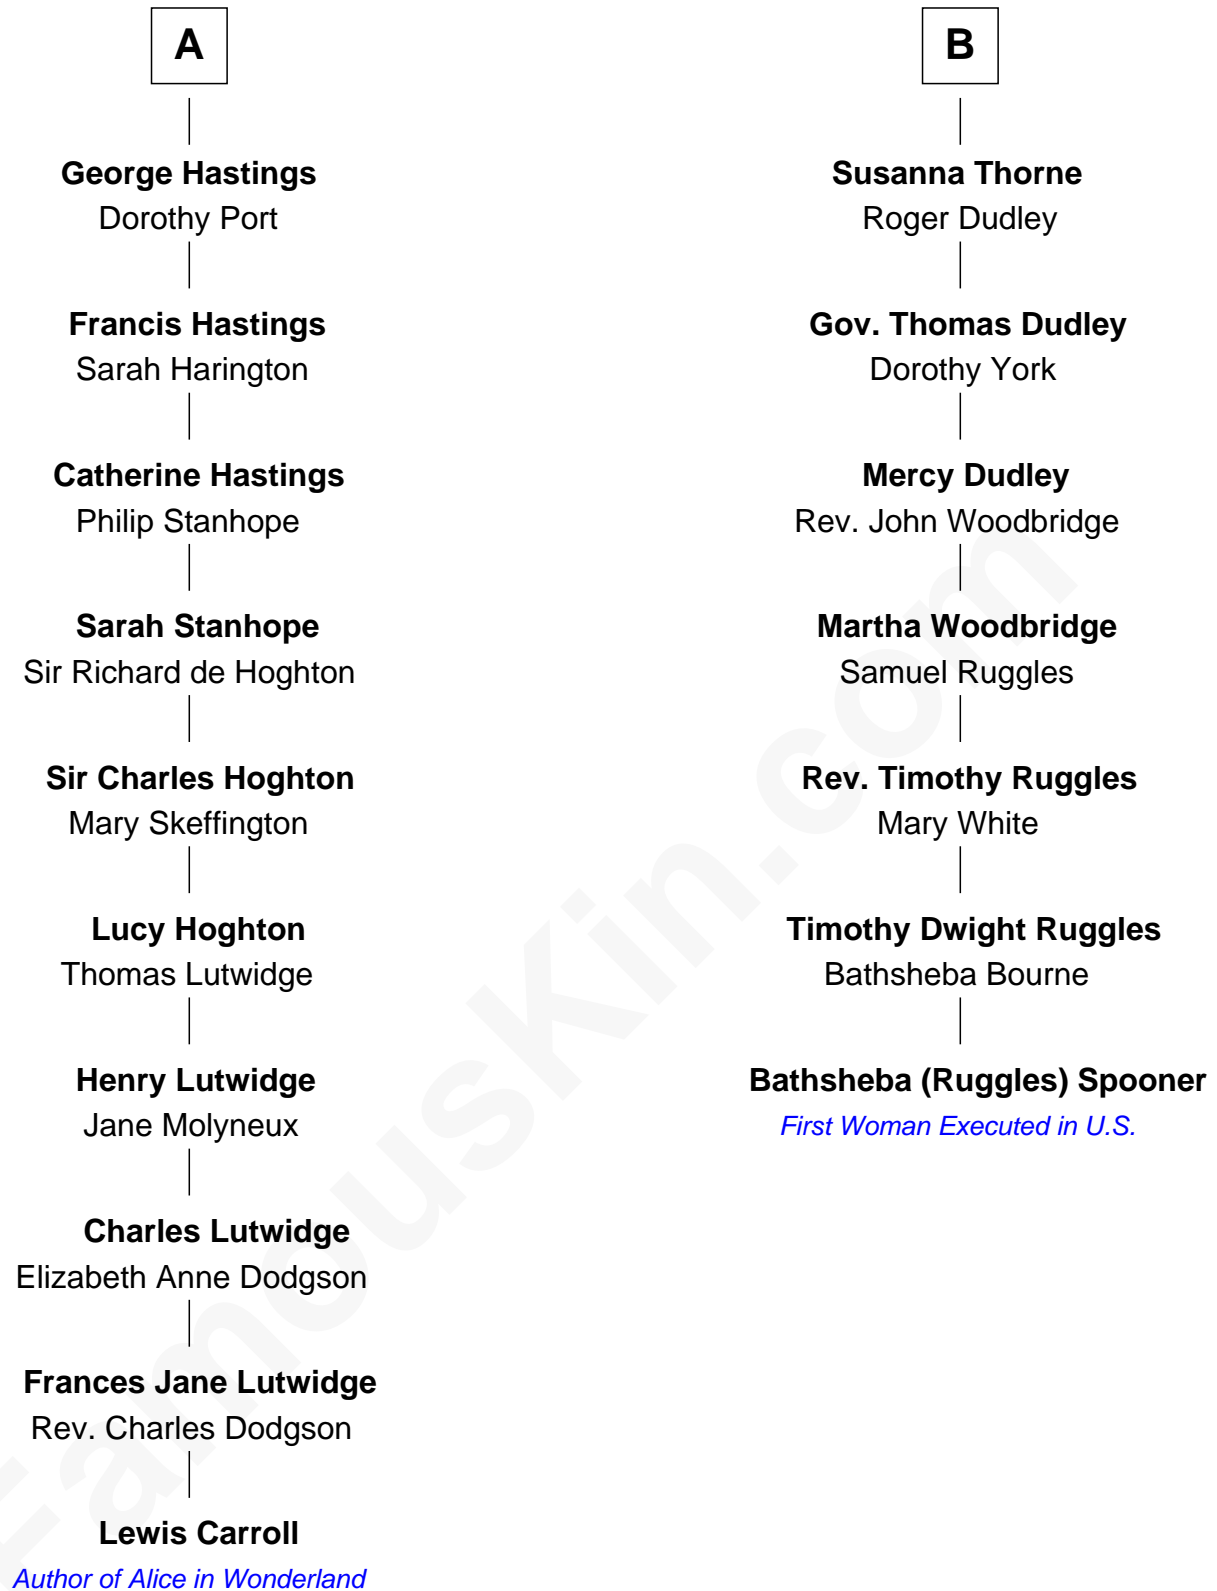 A
George Hastings
Dorothy Port
Francis Hastings
Sarah Harington
Catherine Hastings
Philip Stanhope
Sarah Stanhope
Sir Richard de Hoghton
Sir Charles Hoghton
Mary Skeffington
Lucy Hoghton
Thomas Lutwidge
Henry Lutwidge
Jane Molyneux
Charles Lutwidge
Elizabeth Anne Dodgson
Frances Jane Lutwidge
Rev. Charles Dodgson
Lewis Carroll
Author of Alice in Wonderland
B
Susanna Thorne
Roger Dudley
Gov. Thomas Dudley
Dorothy York
Mercy Dudley
Rev. John Woodbridge
Martha Woodbridge
Samuel Ruggles
Rev. Timothy Ruggles
Mary White
Timothy Dwight Ruggles
Bathsheba Bourne
Bathsheba (Ruggles) Spooner
First Woman Executed in U.S.
FamousKin.com